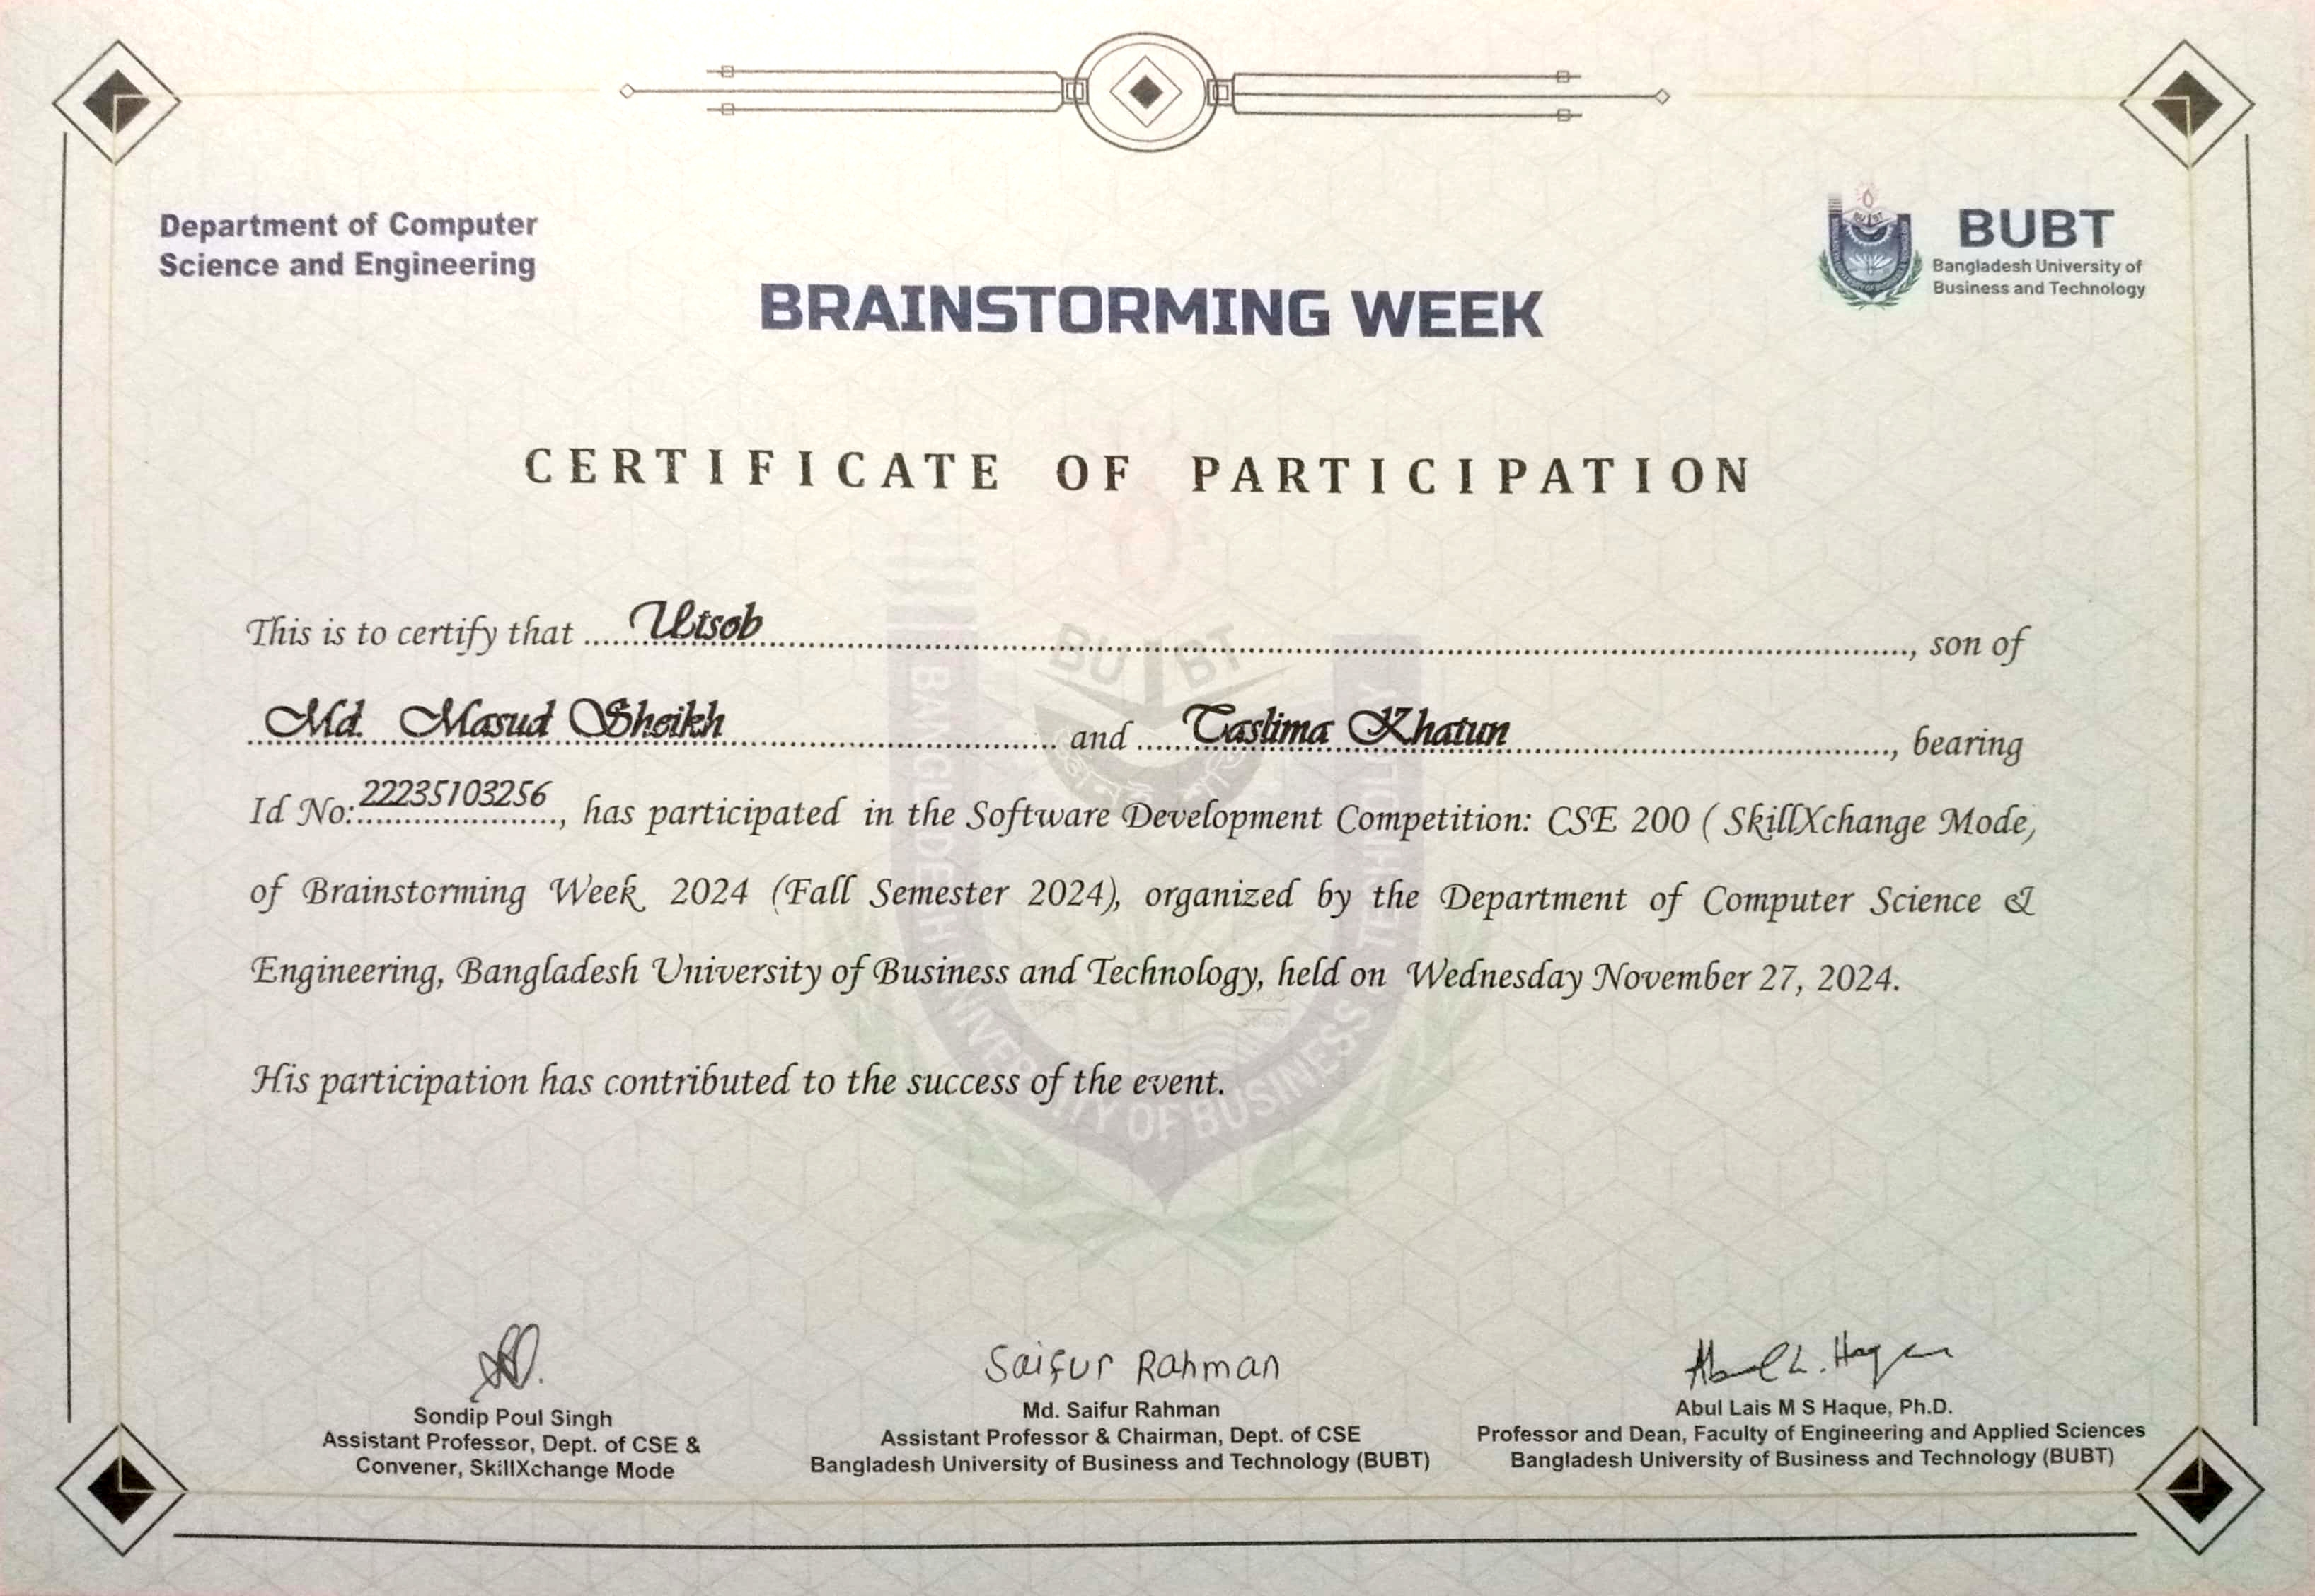 Department of Computer
Science and Engineering
BUBT
Bangladesh University of
Business and Technology
BRAINSTORMING WEEK
CERTIFICATE OF PARTICIPATION
This is to certify that ..... Utsob ....................................................., son of
Md. Masud Sheikh ........................ and ..... Taslima Khatun ........................, bearing
Id No: 22235103256, has participated in the Software Development Competition: CSE 200 ( SkillXchange Mode,
of Brainstorming Week 2024 (Fall Semester 2024), organized by the Department of Computer Science &
Engineering, Bangladesh University of Business and Technology, held on Wednesday November 27, 2024.
His participation has contributed to the success of the event.
BU BT
BANGLADESH UNIVERSITY OF BUSINESS
Saifur Rahman
Abul L. Haque
Sondip Poul Singh
Assistant Professor, Dept. of CSE &
Convener, SkillXchange Mode
Md. Saifur Rahman
Assistant Professor & Chairman, Dept. of CSE
Bangladesh University of Business and Technology (BUBT)
Abul Lais M S Haque, Ph.D.
Professor and Dean, Faculty of Engineering and Applied Sciences
Bangladesh University of Business and Technology (BUBT)